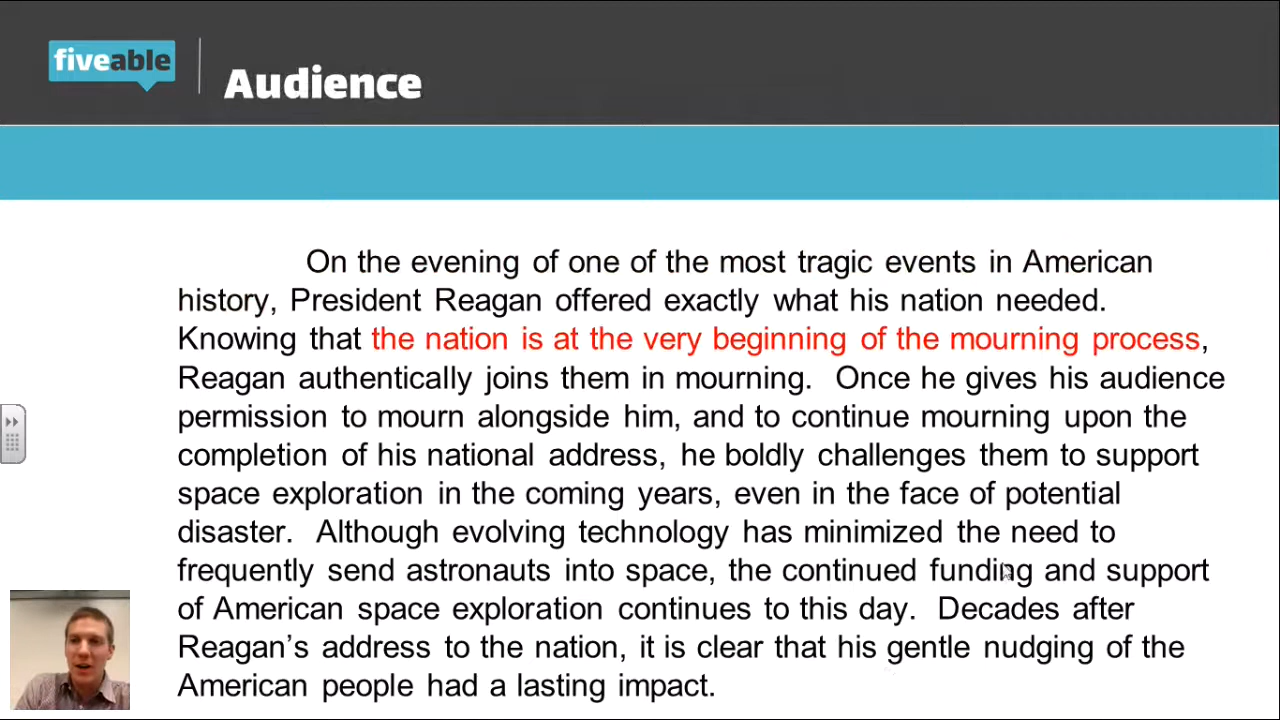 fiveable
Audience
On the evening of one of the most tragic events in American
history, President Reagan offered exactly what his nation needed.
Knowing that the nation is at the very beginning of the mourning process,
Reagan authentically joins them in mourning.  Once he gives his audience
permission to mourn alongside him, and to continue mourning upon the
completion of his national address, he boldly challenges them to support
space exploration in the coming years, even in the face of potential
disaster.  Although evolving technology has minimized the need to
frequently send astronauts into space, the continued funding and support
of American space exploration continues to this day.  Decades after
Reagan’s address to the nation, it is clear that his gentle nudging of the
American people had a lasting impact.